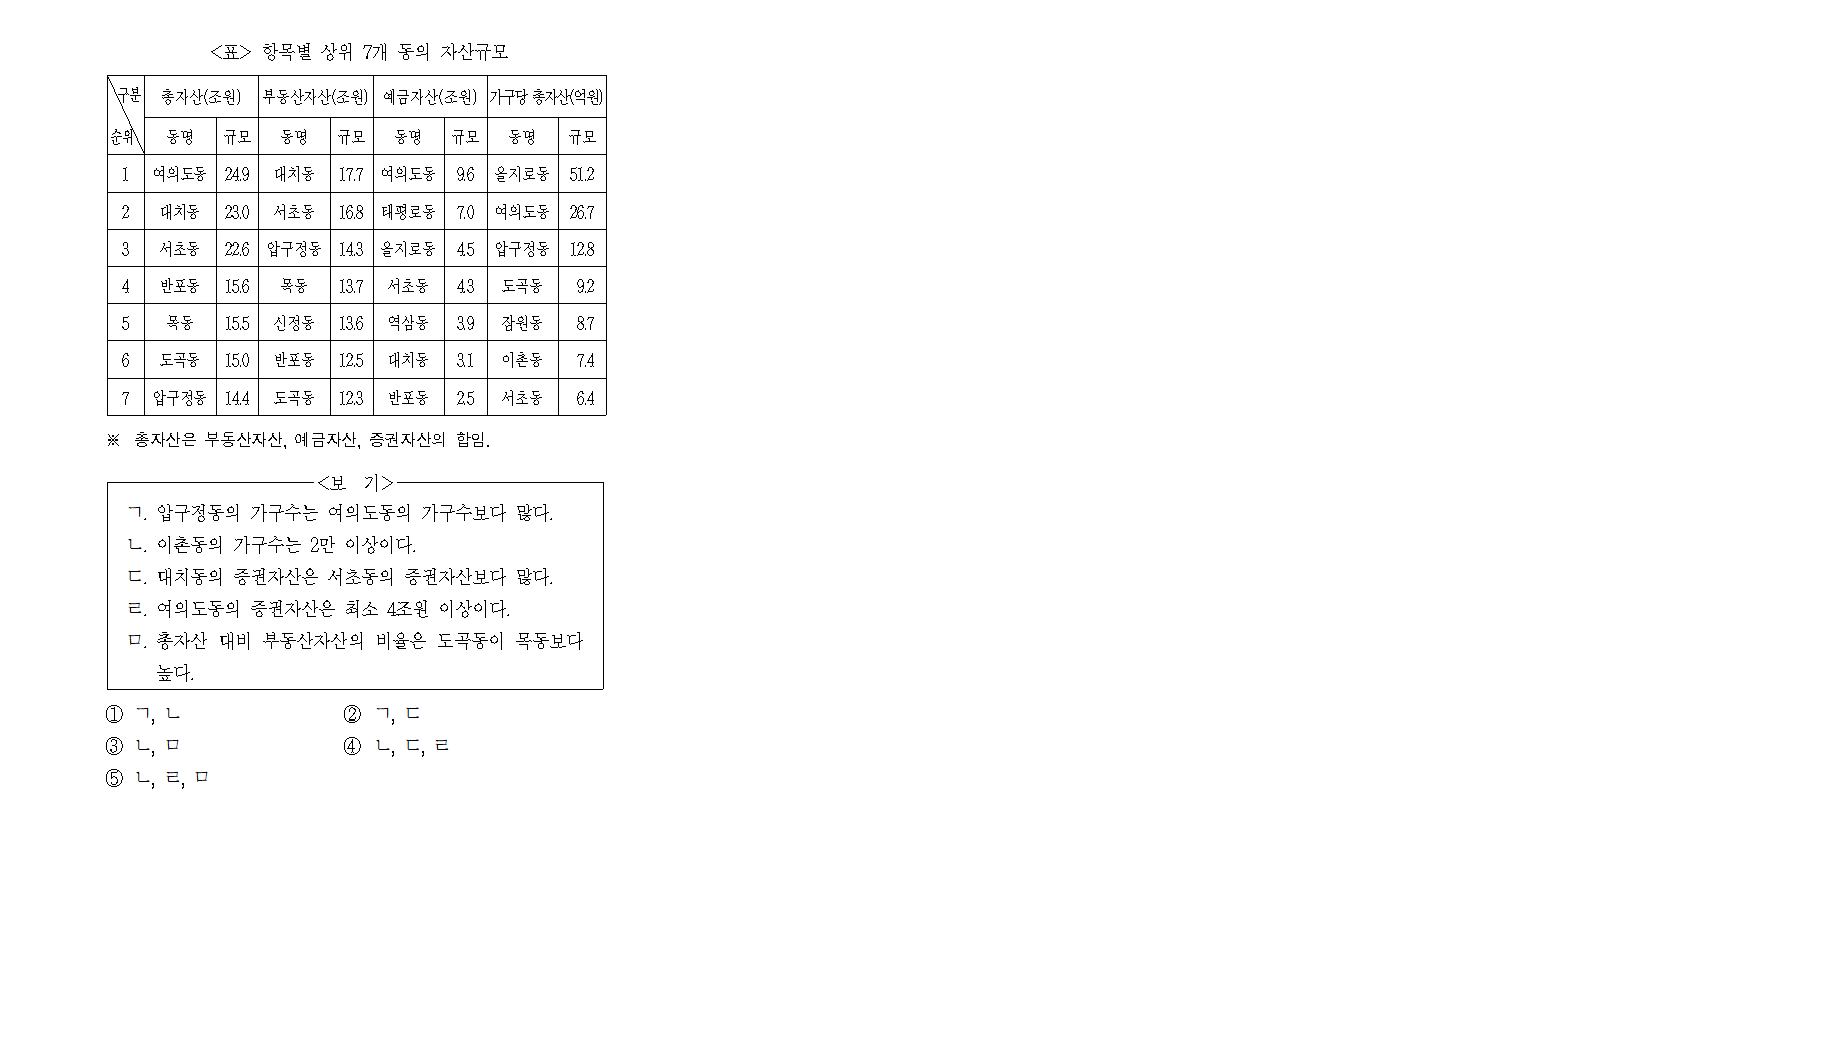 <표> 항목별 상위 7개 동의 자산규모
구분 총자산(조원) 부동산자산(조원) 예금자산(조원) 가구당 총자산(억원)
순위 동명 규모 동명 규모 동명 규모 동명 규모
1 여의도동 24.9 대치동 17.7 여의도동 9.6 을지로동 51.2
2 대치동 23.0 서초동 16.8 태평로동 7.0 여의도동 26.7
3 서초동 22.6 압구정동 14.3 을지로동 4.5 압구정동 12.8
4 반포동 15.6 목동 13.7 서초동 4.3 도곡동 9.2
5 목동 15.5 신정동 13.6 역삼동 3.9 잠원동 8.7
6 도곡동 15.0 반포동 12.5 대치동 3.1 이촌동 7.4
7 압구정동 14.4 도곡동 12.3 반포동 2.5 서초동 6.4
※ 총자산은 부동산자산, 예금자산, 증권자산의 합임.
<보 기>
ㄱ. 압구정동의 가구수는 여의도동의 가구수보다 많다.
ㄴ. 이촌동의 가구수는 2만 이상이다.
ㄷ. 대치동의 증권자산은 서초동의 증권자산보다 많다.
ㄹ. 여의도동의 증권자산은 최소 4조원 이상이다.
ㅁ. 총자산 대비 부동산자산의 비율은 도곡동이 목동보다
높다.
① ㄱ, ㄴ ② ㄱ, ㄷ
③ ㄴ, ㅁ ④ ㄴ, ㄷ, ㄹ
⑤ ㄴ, ㄹ, ㅁ